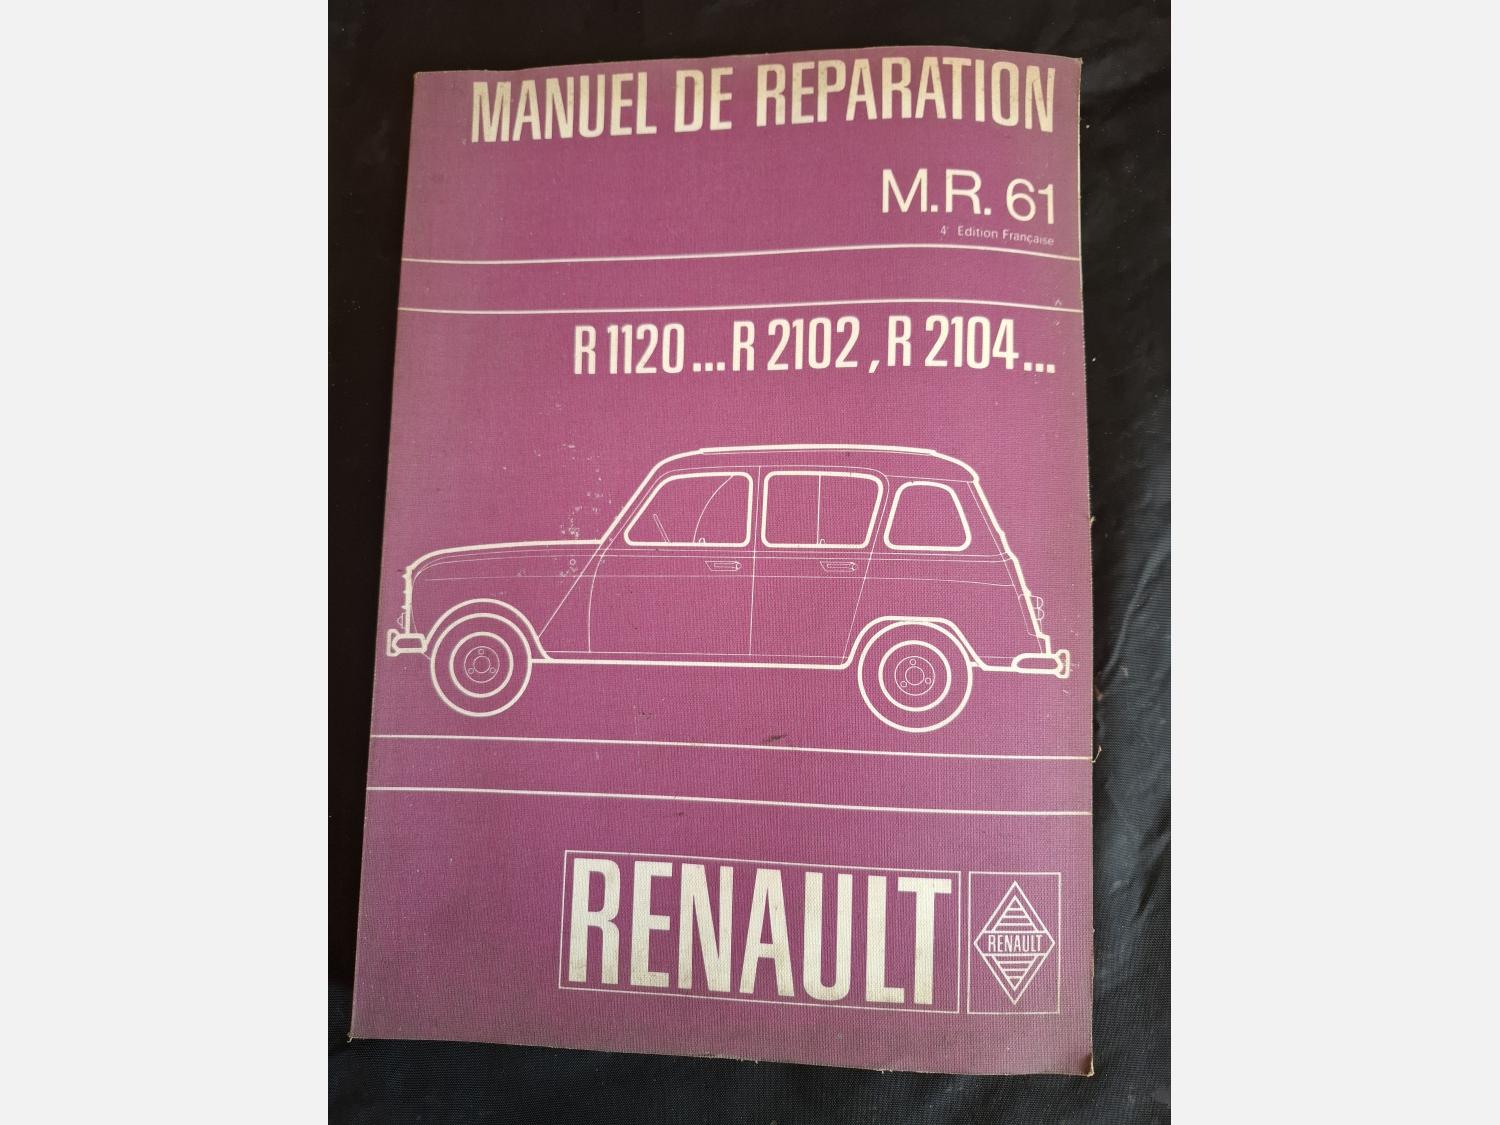 MANUEL DE REPARATION
M.R. 61
4e Edition Française
R 1120...R 2102, R 2104...
RENAULT
RENAULT